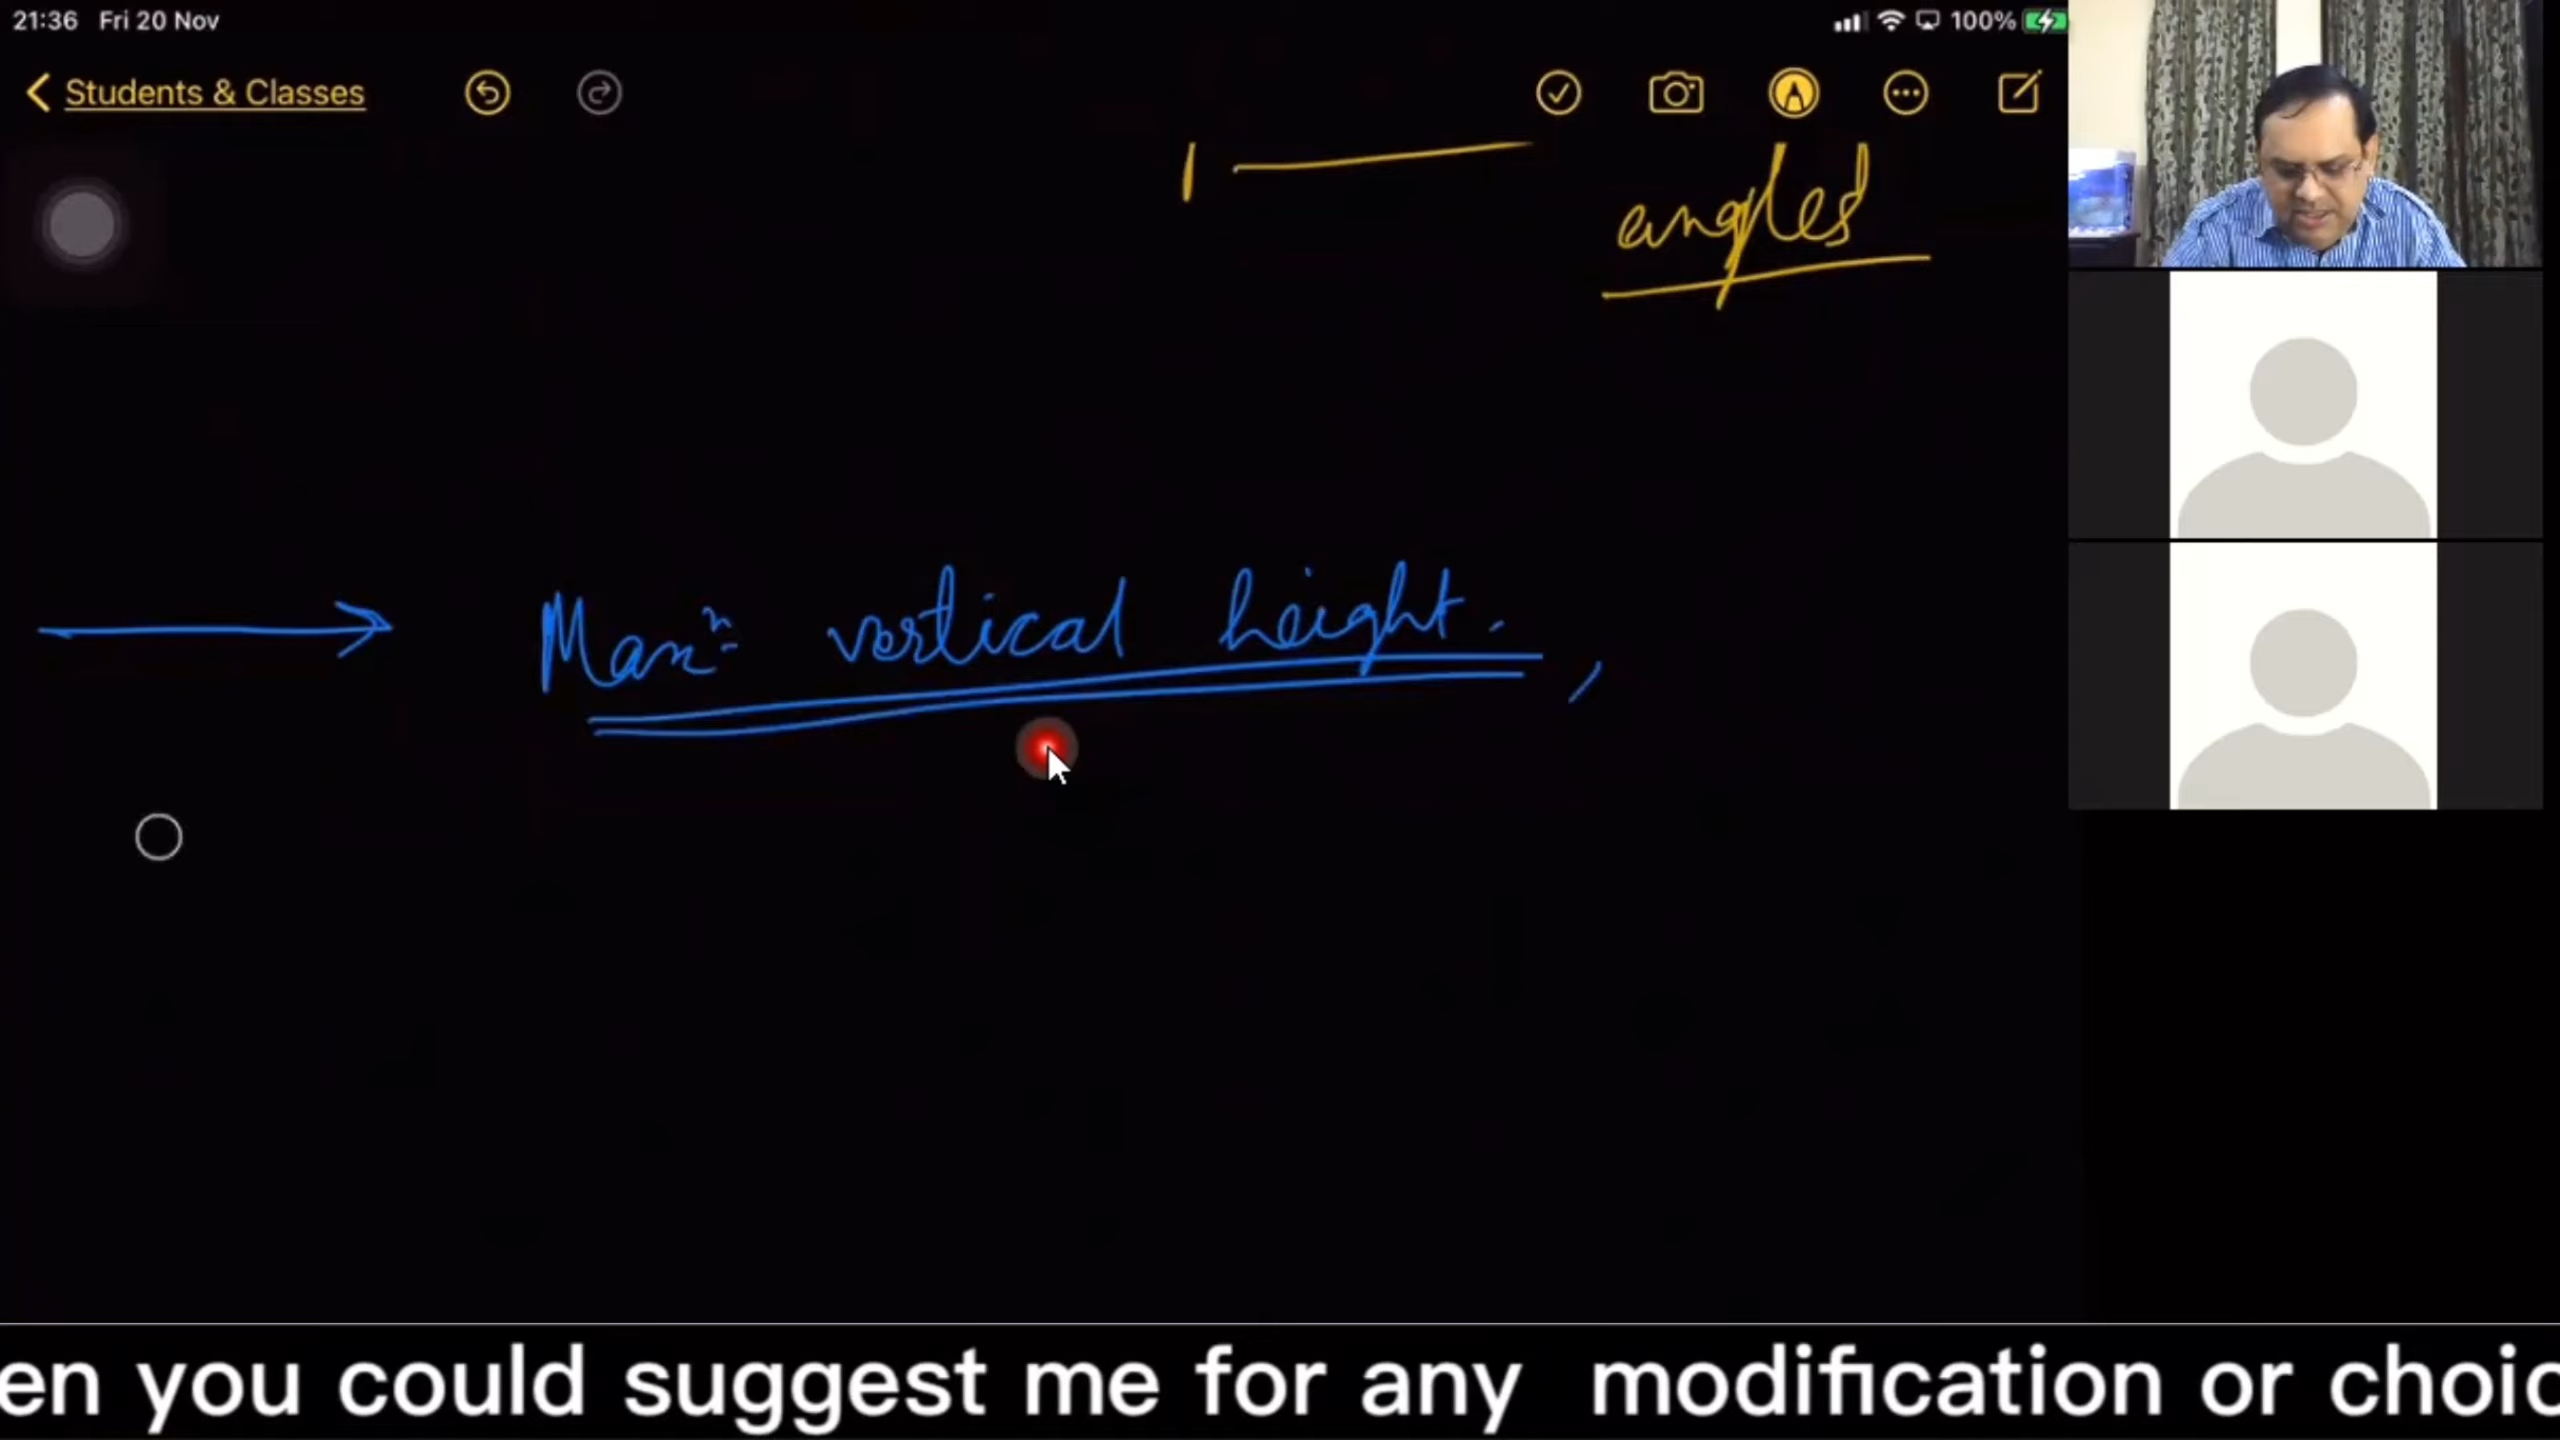 21:36 Fri 20 Nov 100%
Students & Classes
angles
Maxᵐ vertical height. ,
en you could suggest me for any modification or choic